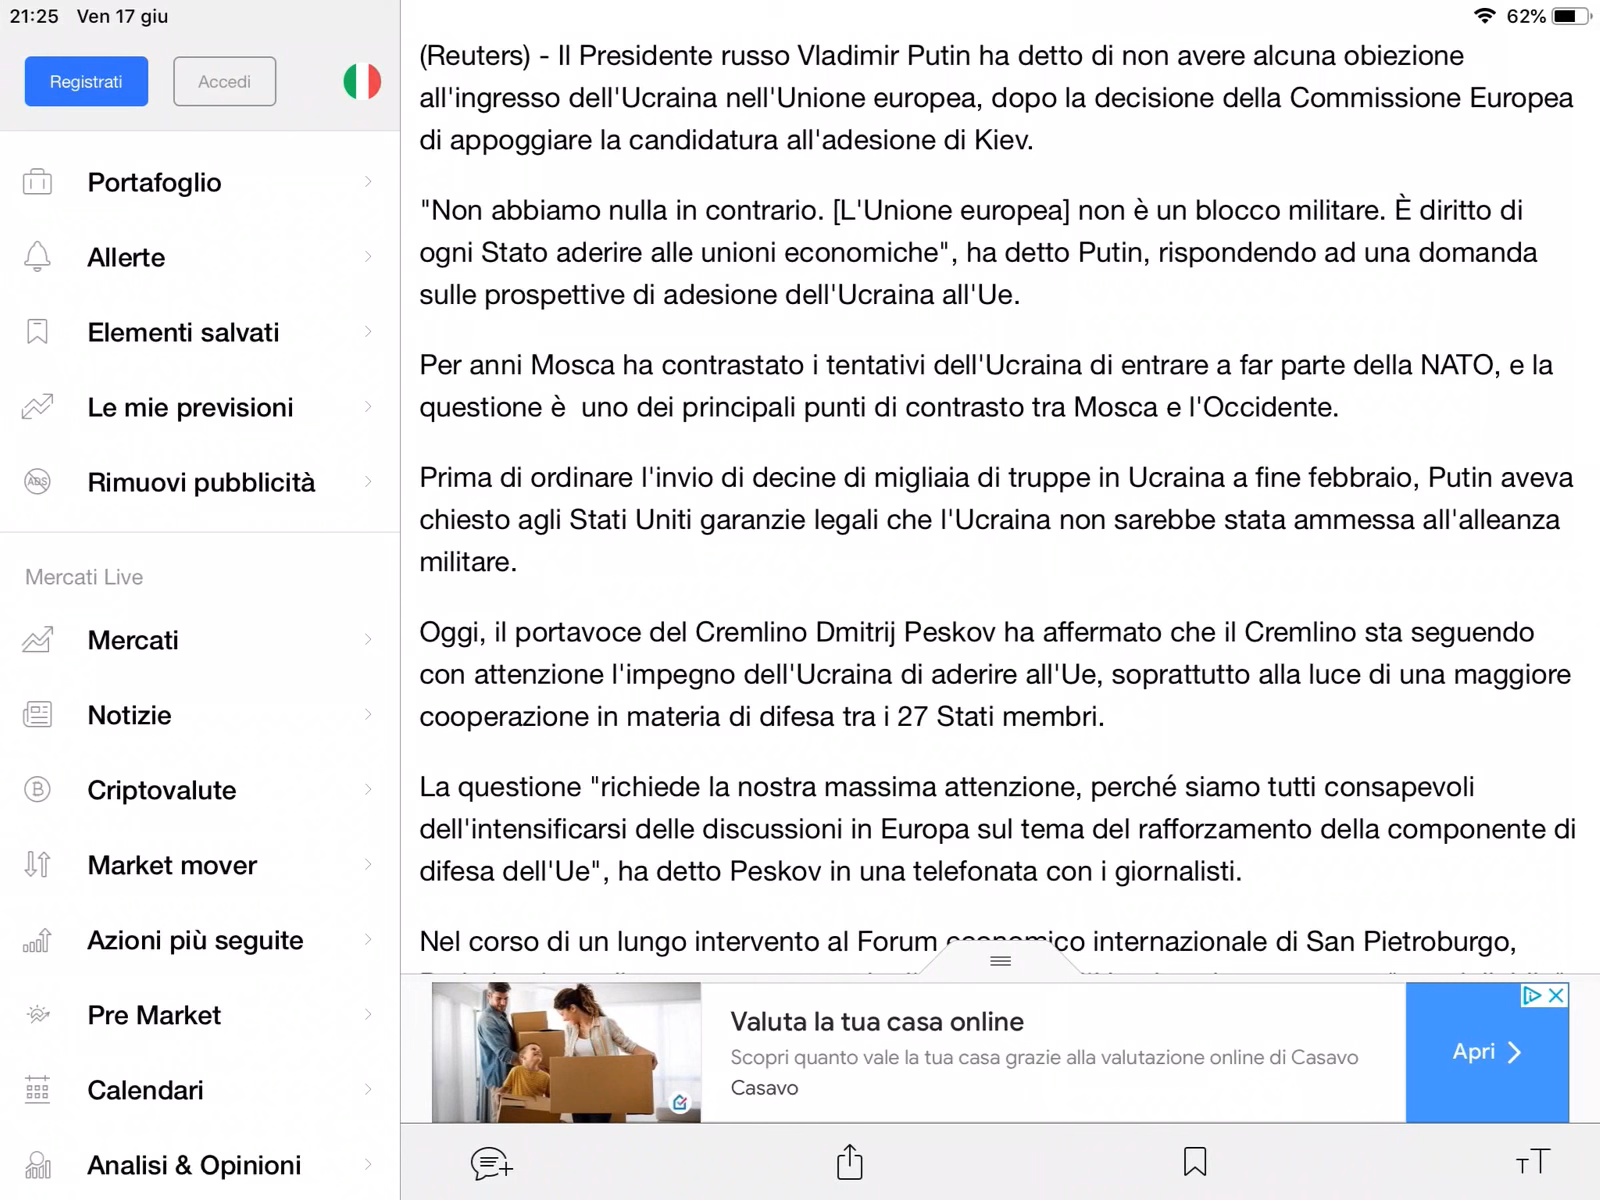 21:25 Ven 17 giu
62%
Registrati
Accedi
Portafoglio
Allerte
Elementi salvati
Le mie previsioni
ADS
Rimuovi pubblicità
Mercati Live
Mercati
Notizie
Criptovalute
Market mover
Azioni più seguite
Pre Market
Calendari
Analisi & Opinioni
(Reuters) - Il Presidente russo Vladimir Putin ha detto di non avere alcuna obiezione
all'ingresso dell'Ucraina nell'Unione europea, dopo la decisione della Commissione Europea
di appoggiare la candidatura all'adesione di Kiev.
"Non abbiamo nulla in contrario. [L'Unione europea] non è un blocco militare. È diritto di
ogni Stato aderire alle unioni economiche", ha detto Putin, rispondendo ad una domanda
sulle prospettive di adesione dell'Ucraina all'Ue.
Per anni Mosca ha contrastato i tentativi dell'Ucraina di entrare a far parte della NATO, e la
questione è  uno dei principali punti di contrasto tra Mosca e l'Occidente.
Prima di ordinare l'invio di decine di migliaia di truppe in Ucraina a fine febbraio, Putin aveva
chiesto agli Stati Uniti garanzie legali che l'Ucraina non sarebbe stata ammessa all'alleanza
militare.
Oggi, il portavoce del Cremlino Dmitrij Peskov ha affermato che il Cremlino sta seguendo
con attenzione l'impegno dell'Ucraina di aderire all'Ue, soprattutto alla luce di una maggiore
cooperazione in materia di difesa tra i 27 Stati membri.
La questione "richiede la nostra massima attenzione, perché siamo tutti consapevoli
dell'intensificarsi delle discussioni in Europa sul tema del rafforzamento della componente di
difesa dell'Ue", ha detto Peskov in una telefonata con i giornalisti.
Nel corso di un lungo intervento al Forum economico internazionale di San Pietroburgo,
Valuta la tua casa online
Scopri quanto vale la tua casa grazie alla valutazione online di Casavo
Casavo
Apri
TT